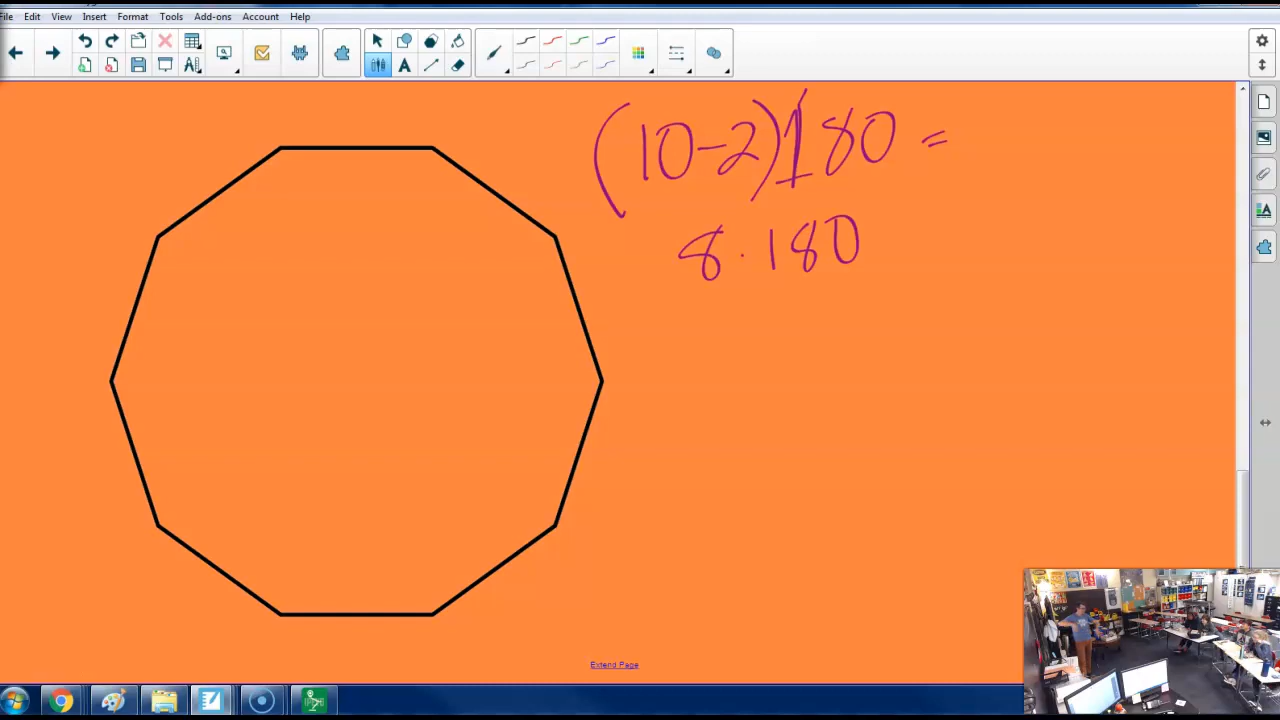 File Edit View Insert Format Tools Add-ons Account Help
(10-2)180 =
8·180
Extend Page